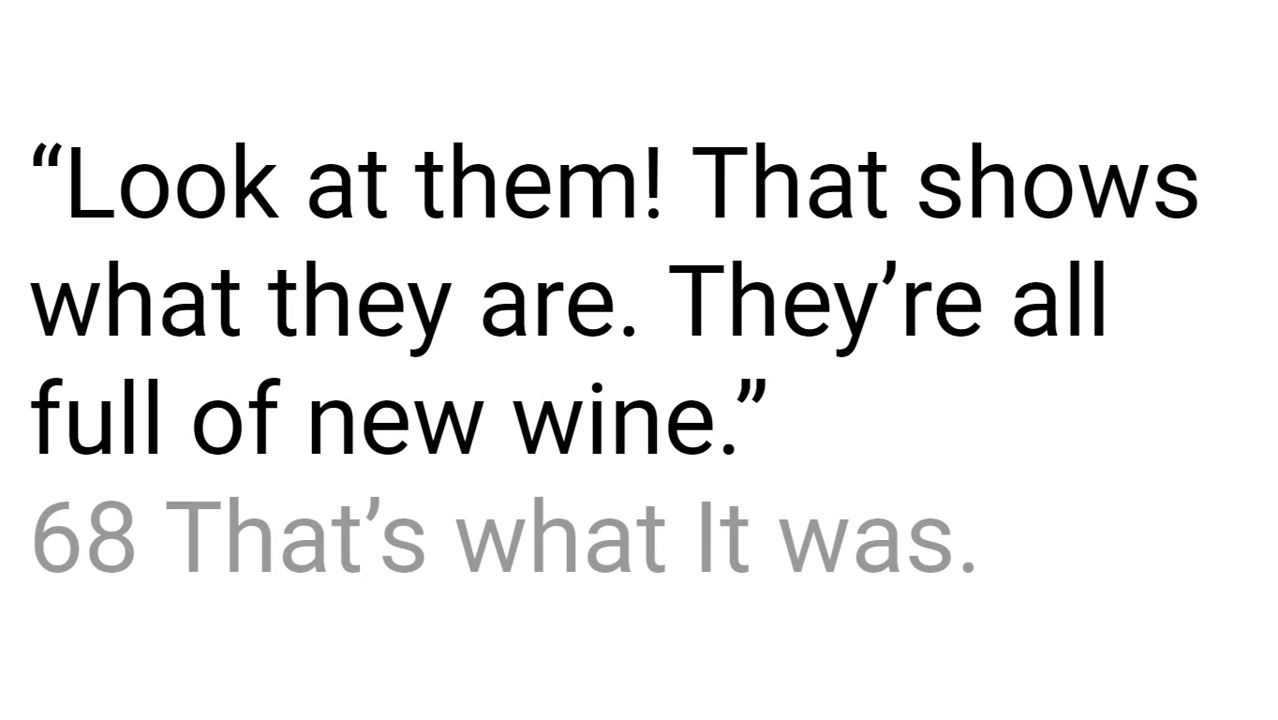 “Look at them! That shows
what they are. They’re all
full of new wine.”
68 That’s what It was.